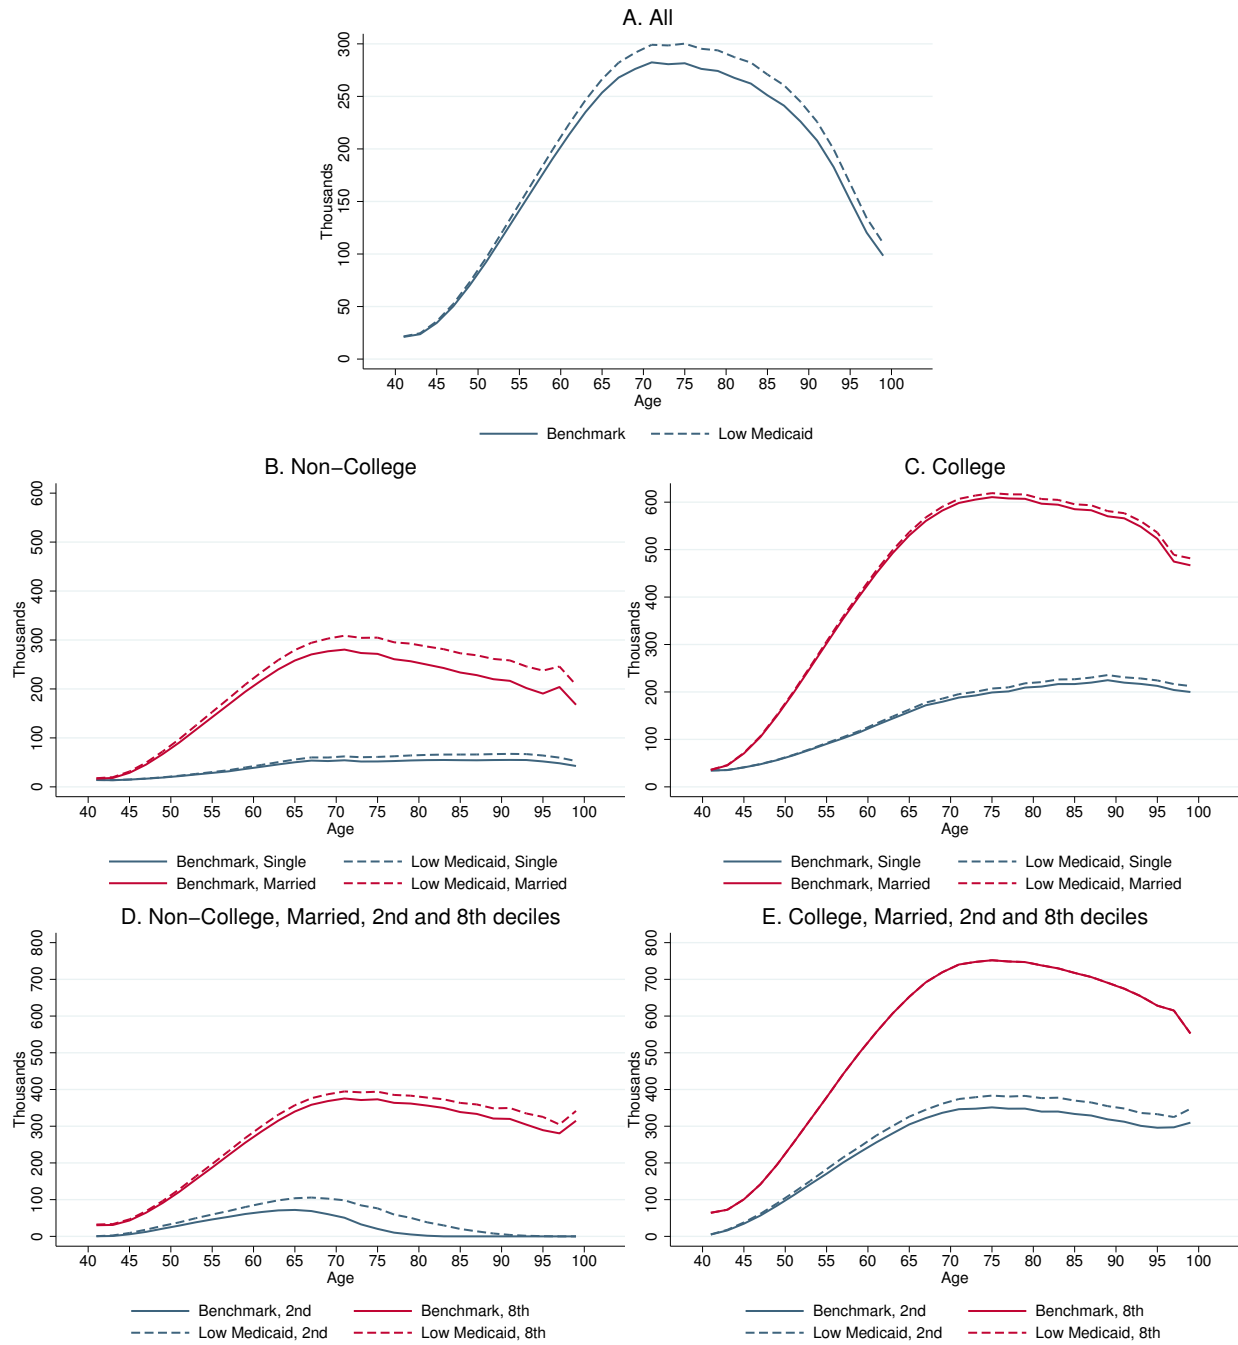 A. All
300
250
200
150
100
50
0
Thousands
40 45 50 55 60 65 70 75 80 85 90 95 100
Age
Benchmark Low Medicaid
B. Non−College
600
500
400
300
200
100
0
Thousands
40 45 50 55 60 65 70 75 80 85 90 95 100
Age
Benchmark, Single Low Medicaid, Single
Benchmark, Married Low Medicaid, Married
C. College
600
500
400
300
200
100
0
Thousands
40 45 50 55 60 65 70 75 80 85 90 95 100
Age
Benchmark, Single Low Medicaid, Single
Benchmark, Married Low Medicaid, Married
D. Non−College, Married, 2nd and 8th deciles
800
700
600
500
400
300
200
100
0
Thousands
40 45 50 55 60 65 70 75 80 85 90 95 100
Age
Benchmark, 2nd Benchmark, 8th
Low Medicaid, 2nd Low Medicaid, 8th
E. College, Married, 2nd and 8th deciles
800
700
600
500
400
300
200
100
0
Thousands
40 45 50 55 60 65 70 75 80 85 90 95 100
Age
Benchmark, 2nd Benchmark, 8th
Low Medicaid, 2nd Low Medicaid, 8th